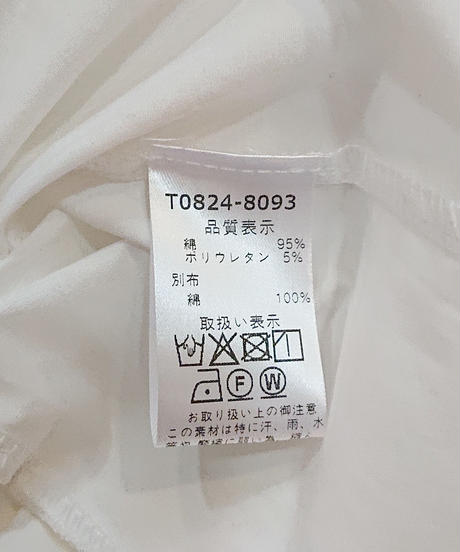 T0824-8093
品質表示
綿 95%
ポリウレタン 5%
別布
綿 100%
取扱い表示
F W
お取り扱い上の御注意
この素材は特に汗、雨、水